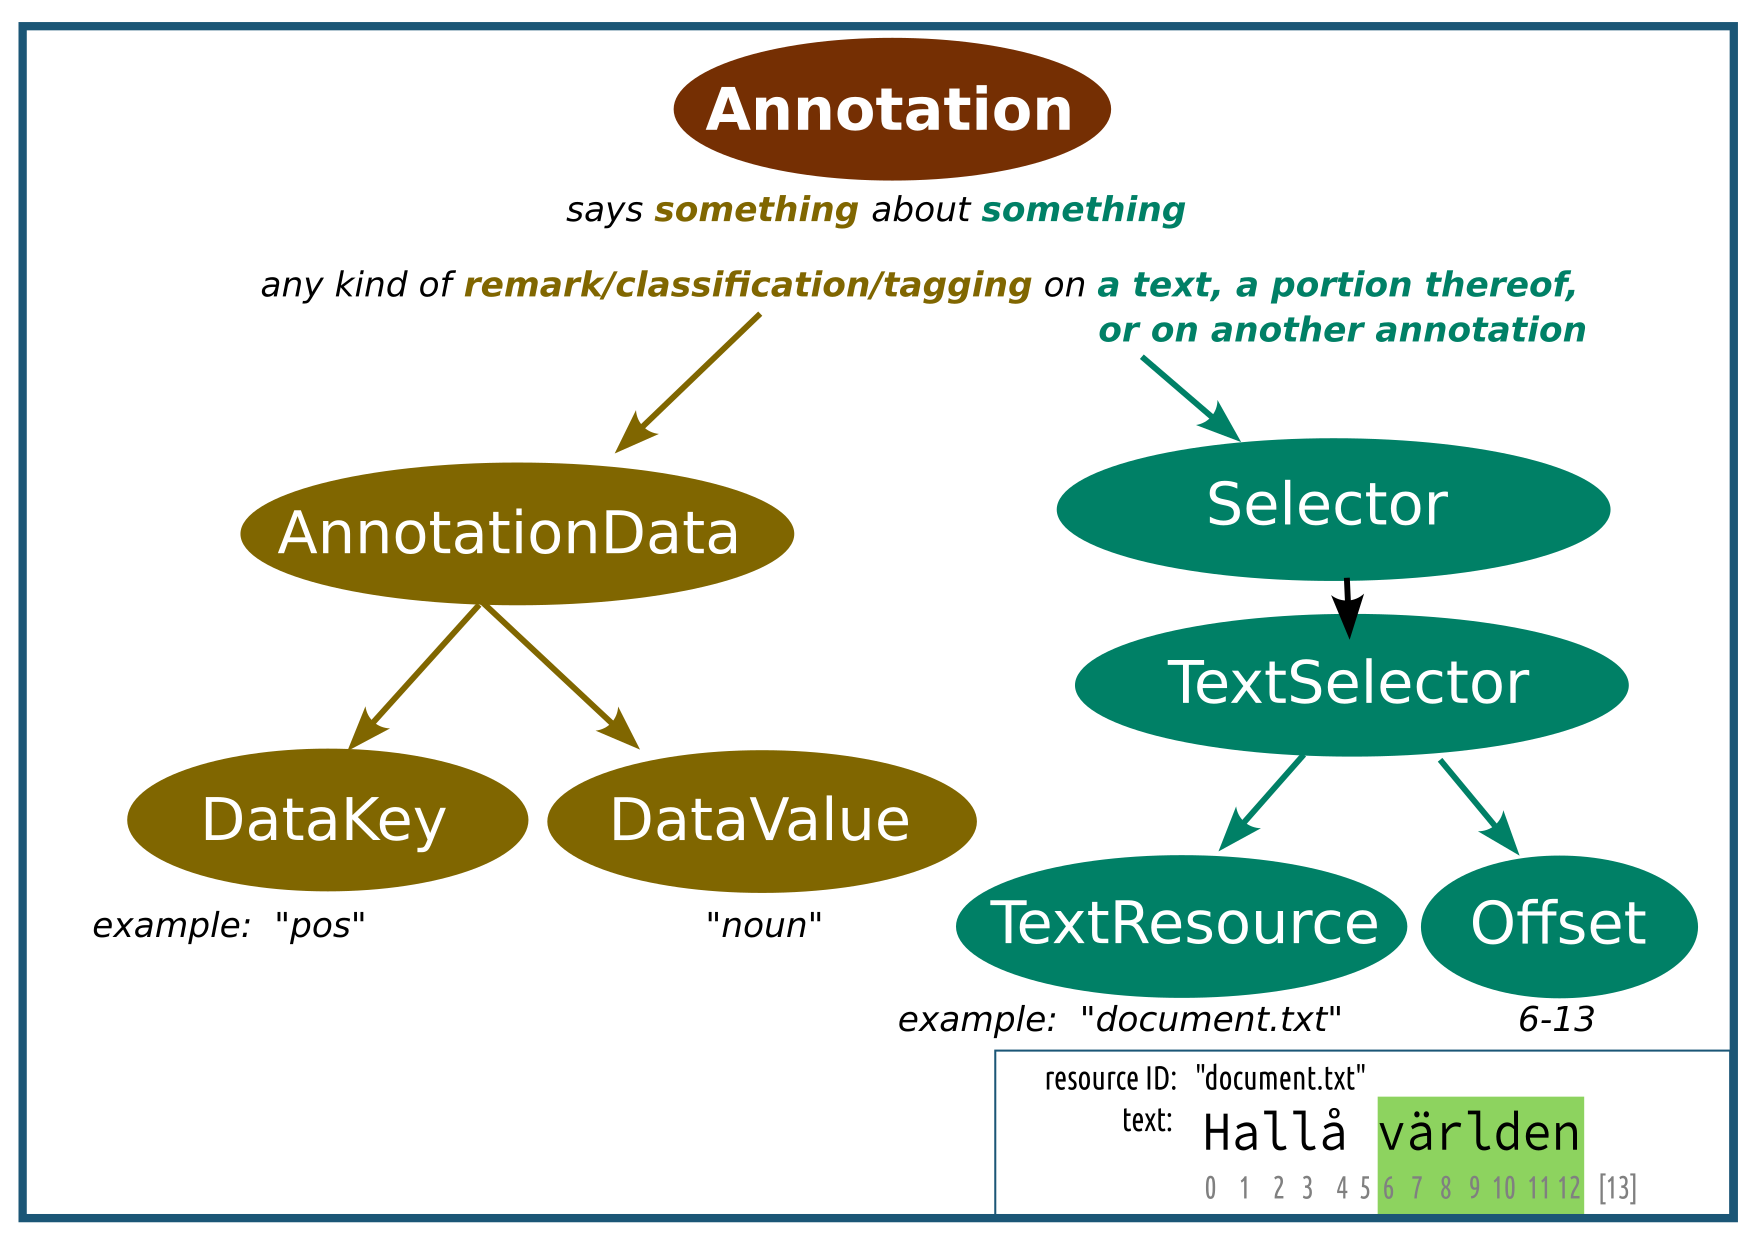 Annotation
says something about something
any kind of remark/classification/tagging on a text, a portion thereof,
or on another annotation
AnnotationData
Selector
TextSelector
DataKey
DataValue
example: "pos"
"noun"
TextResource
Offset
example: "document.txt"
6-13
resource ID: "document.txt"
text: Hallå världen
0 1 2 3 4 5 6 7 8 9 10 11 12 [13]